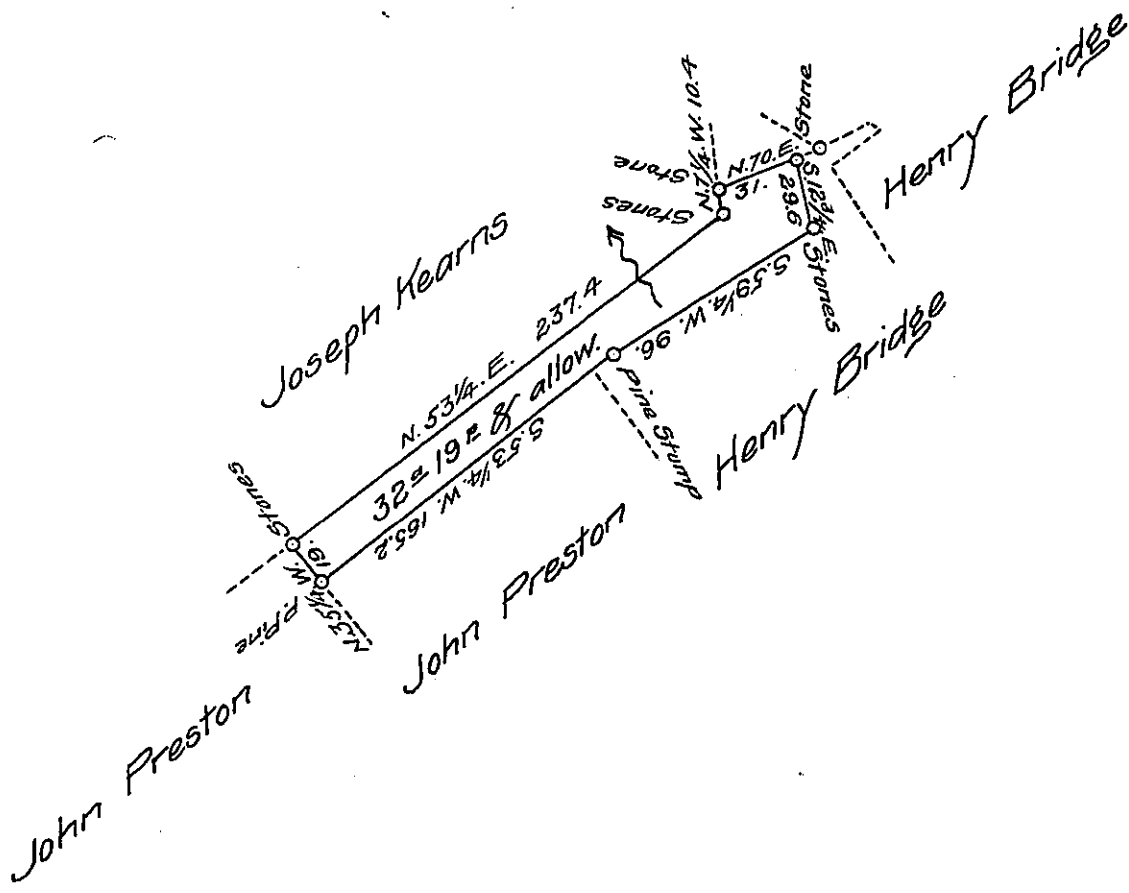 Henry Bridge
Stone
N. 7¼. W. 10.4
N. 70. E.
31.
Stone
Stones
S. 12¾. E.
29.6
Stones
Joseph Kearns
N. 53¼. E. 237.4
S. 59¼. W. 96.
Henry Bridge
32ᵃ 19ᵖ & allow.
Pine Stump
S. 53¼. W. 165.2
Stones
N. 35¼ W. 19.
P. Pine
John Preston
John Preston